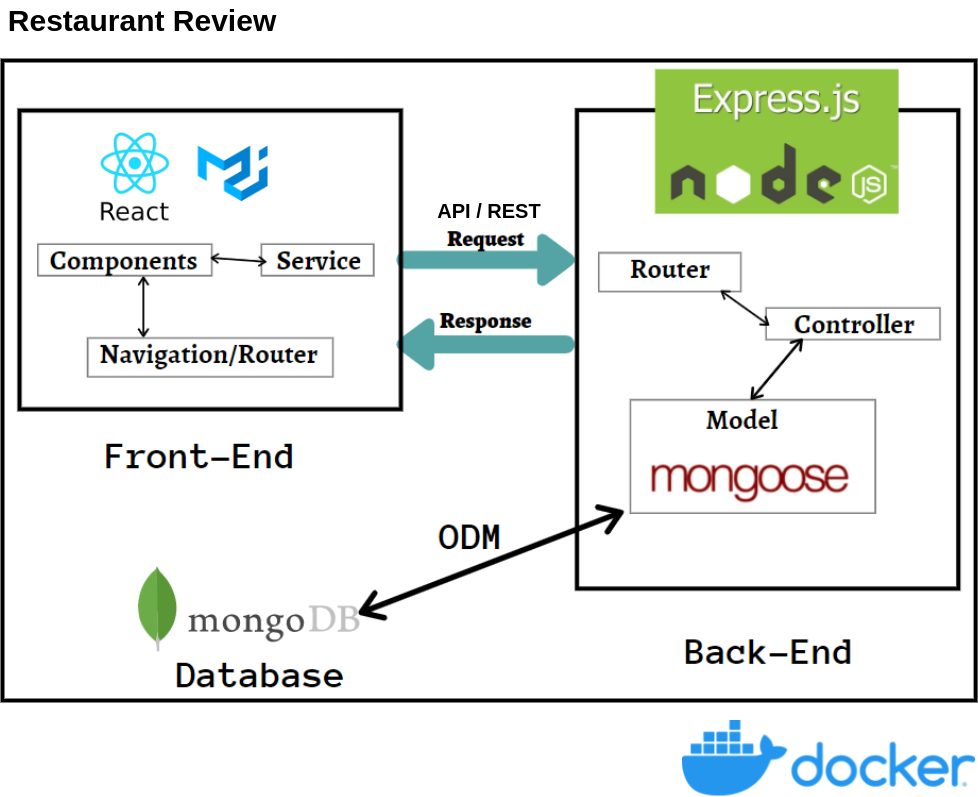 Restaurant Review
Express.js
node
JS
™
React
API / REST
Request
Components
Service
Router
Response
Controller
Navigation/Router
Model
mongoose
Front-End
ODM
mongoDB
Database
Back-End
docker